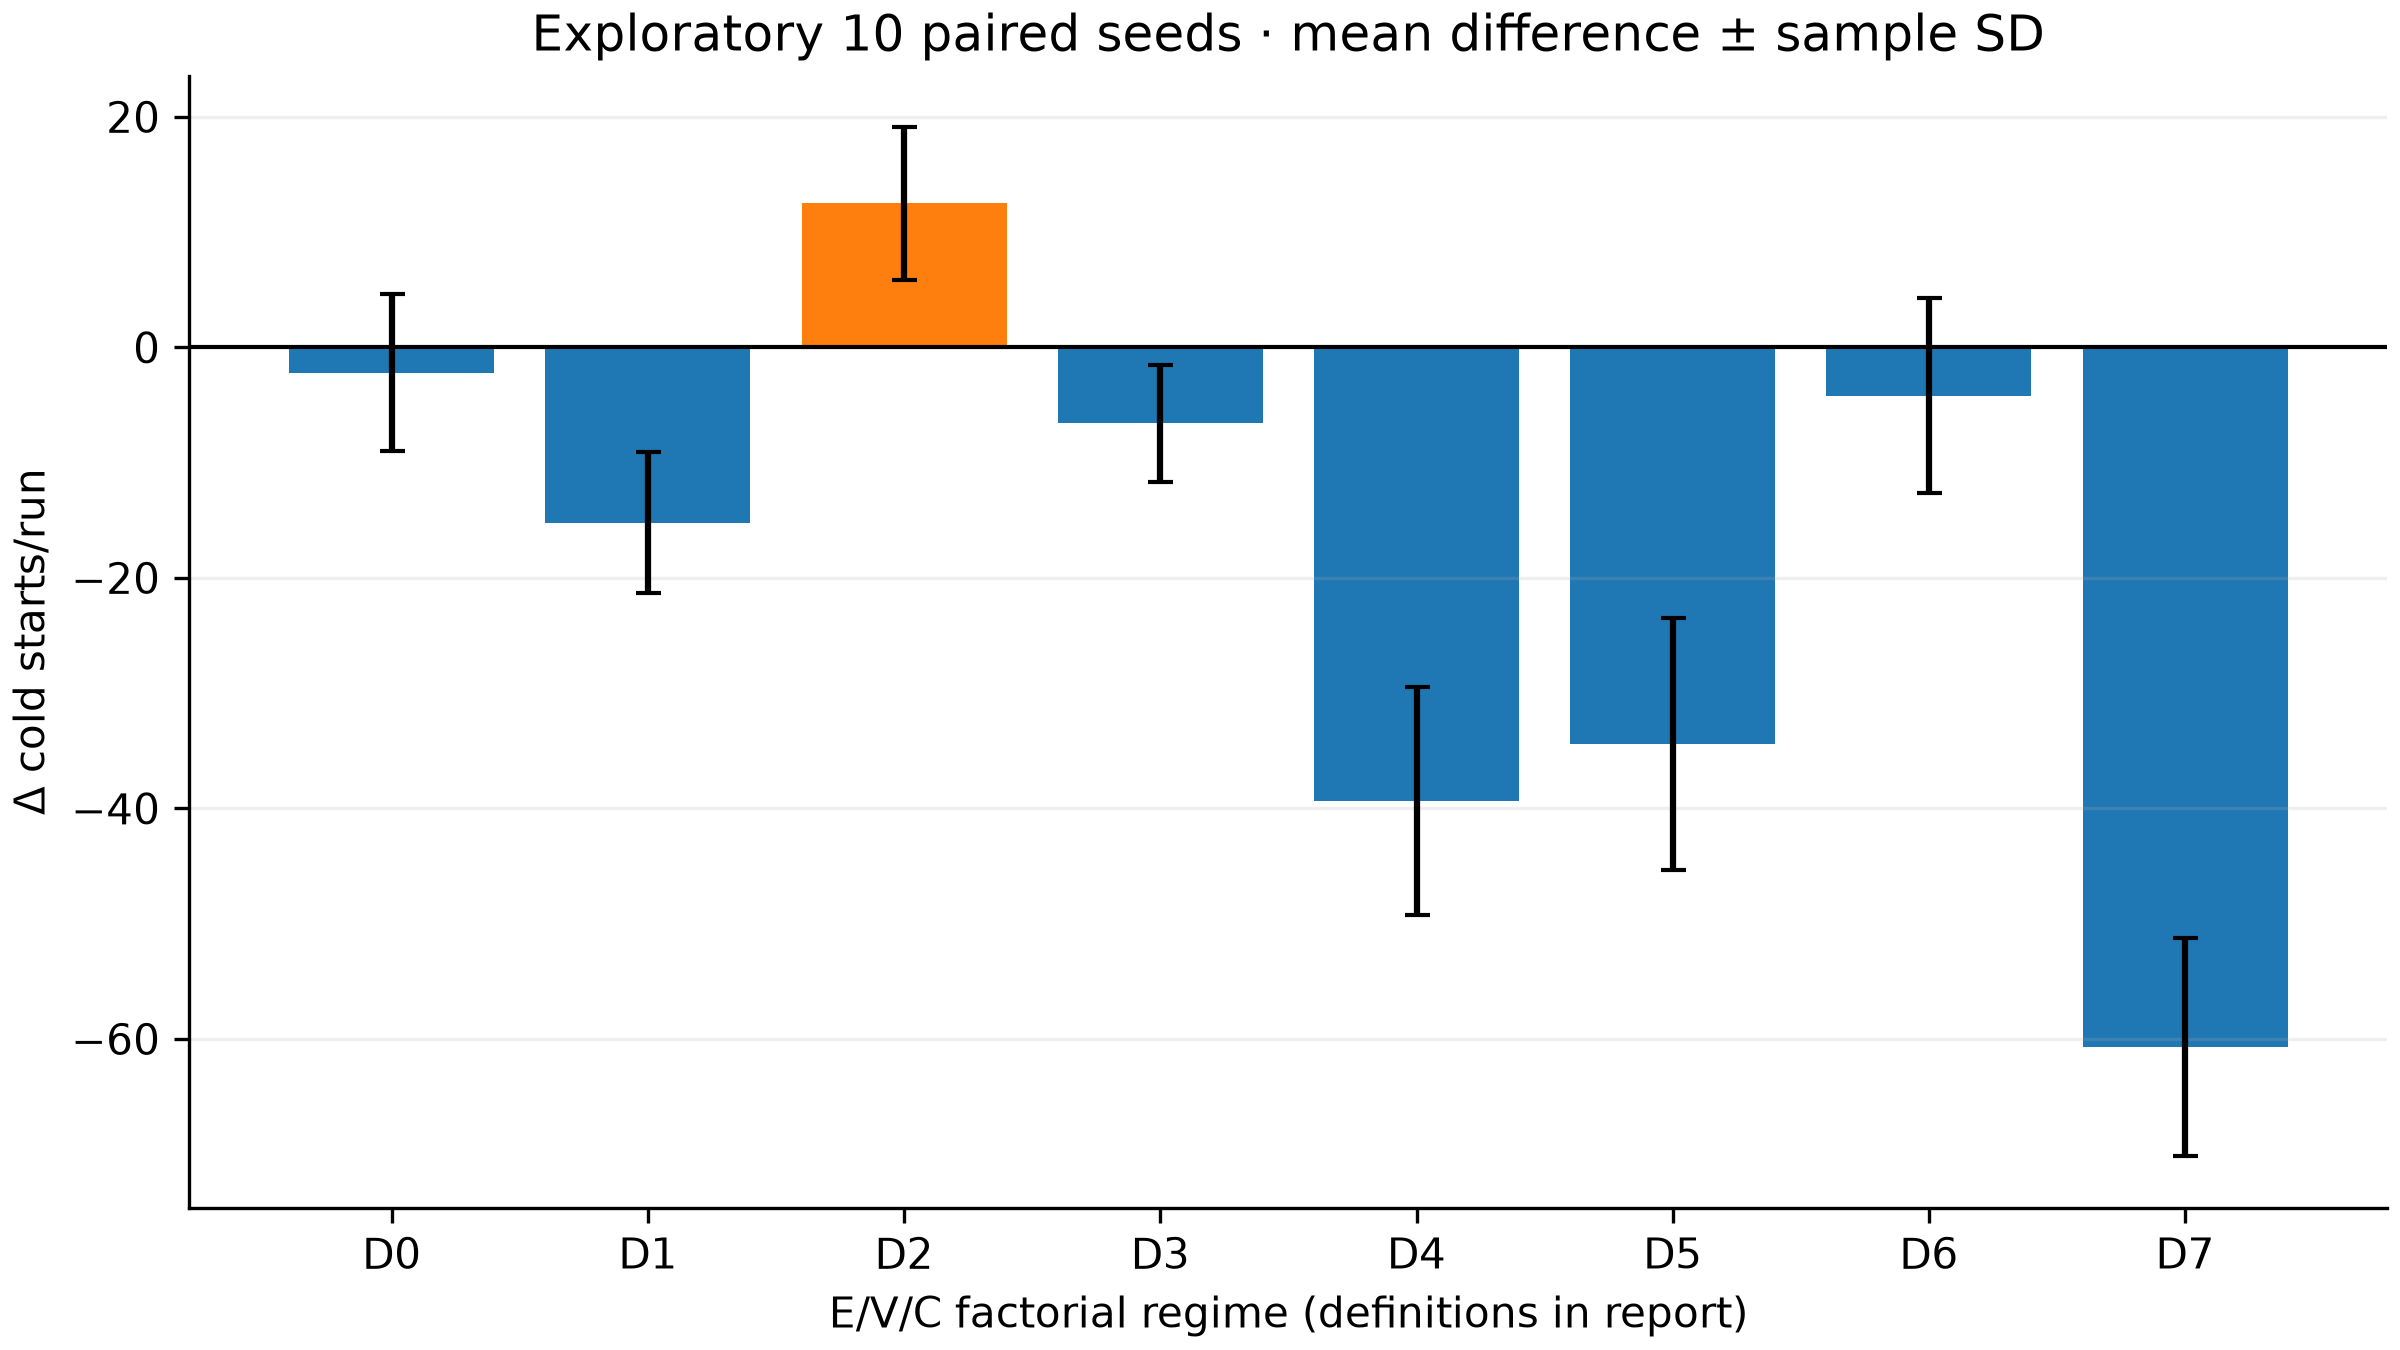 Exploratory 10 paired seeds · mean difference ± sample SD
Δ cold starts/run
20
0
−20
−40
−60
D0 D1 D2 D3 D4 D5 D6 D7
E/V/C factorial regime (definitions in report)